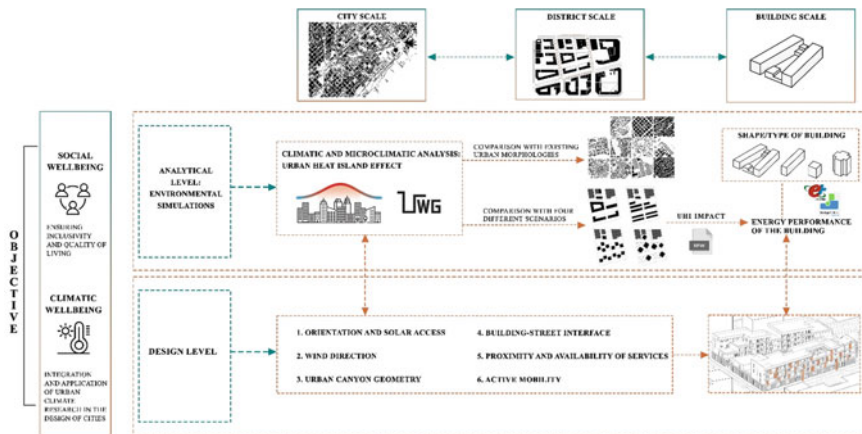 CITY SCALE
DISTRICT SCALE
BUILDING SCALE
OBJECTIVE
SOCIAL
WELLBEING
ENSURING
INCLUSIVITY
AND QUALITY OF
LIVING
CLIMATIC
WELLBEING
INTEGRATION
AND APPLICATION
OF URBAN
CLIMATE
RESEARCH IN THE
DESIGN OF CITIES
ANALYTICAL
LEVEL:
ENVIRONMENTAL
SIMULATIONS
CLIMATIC AND MICROCLIMATIC ANALYSIS:
URBAN HEAT ISLAND EFFECT
UWG
COMPARISON WITH EXISTING
URBAN MORPHOLOGIES
COMPARISON WITH FOUR
DIFFERENT SCENARIOS
UHI IMPACT
SHAPE/TYPE OF BUILDING
ENERGY PERFORMANCE
OF THE BUILDING
DESIGN LEVEL
1. ORIENTATION AND SOLAR ACCESS
2. WIND DIRECTION
3. URBAN CANYON GEOMETRY
4. BUILDING-STREET INTERFACE
5. PROXIMITY AND AVAILABILITY OF SERVICES
6. ACTIVE MOBILITY